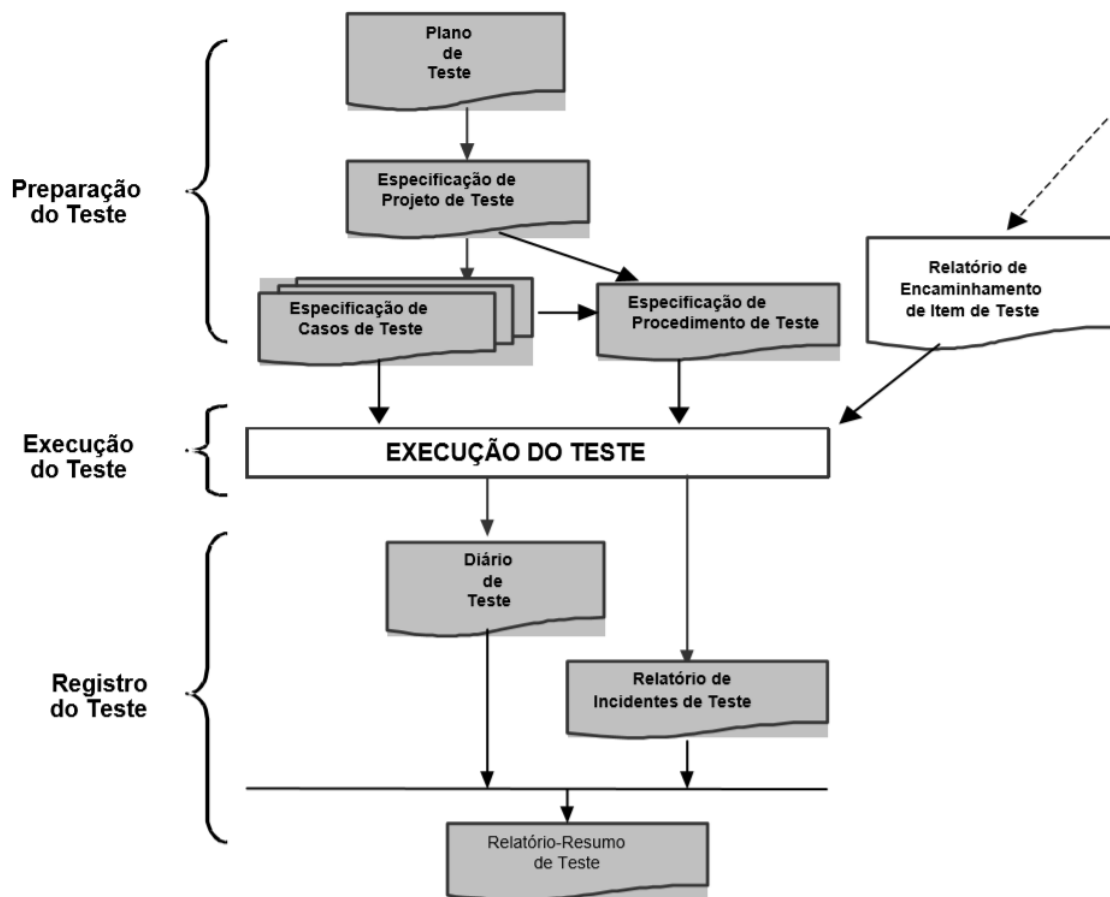 Plano
de
Teste
Preparação
do Teste
Especificação de
Projeto de Teste
Especificação de
Casos de Teste
Especificação de
Procedimento de Teste
Relatório de
Encaminhamento
de Item de Teste
Execução
do Teste
EXECUÇÃO DO TESTE
Registro
do Teste
Diário
de
Teste
Relatório de
Incidentes de Teste
Relatório-Resumo
de Teste